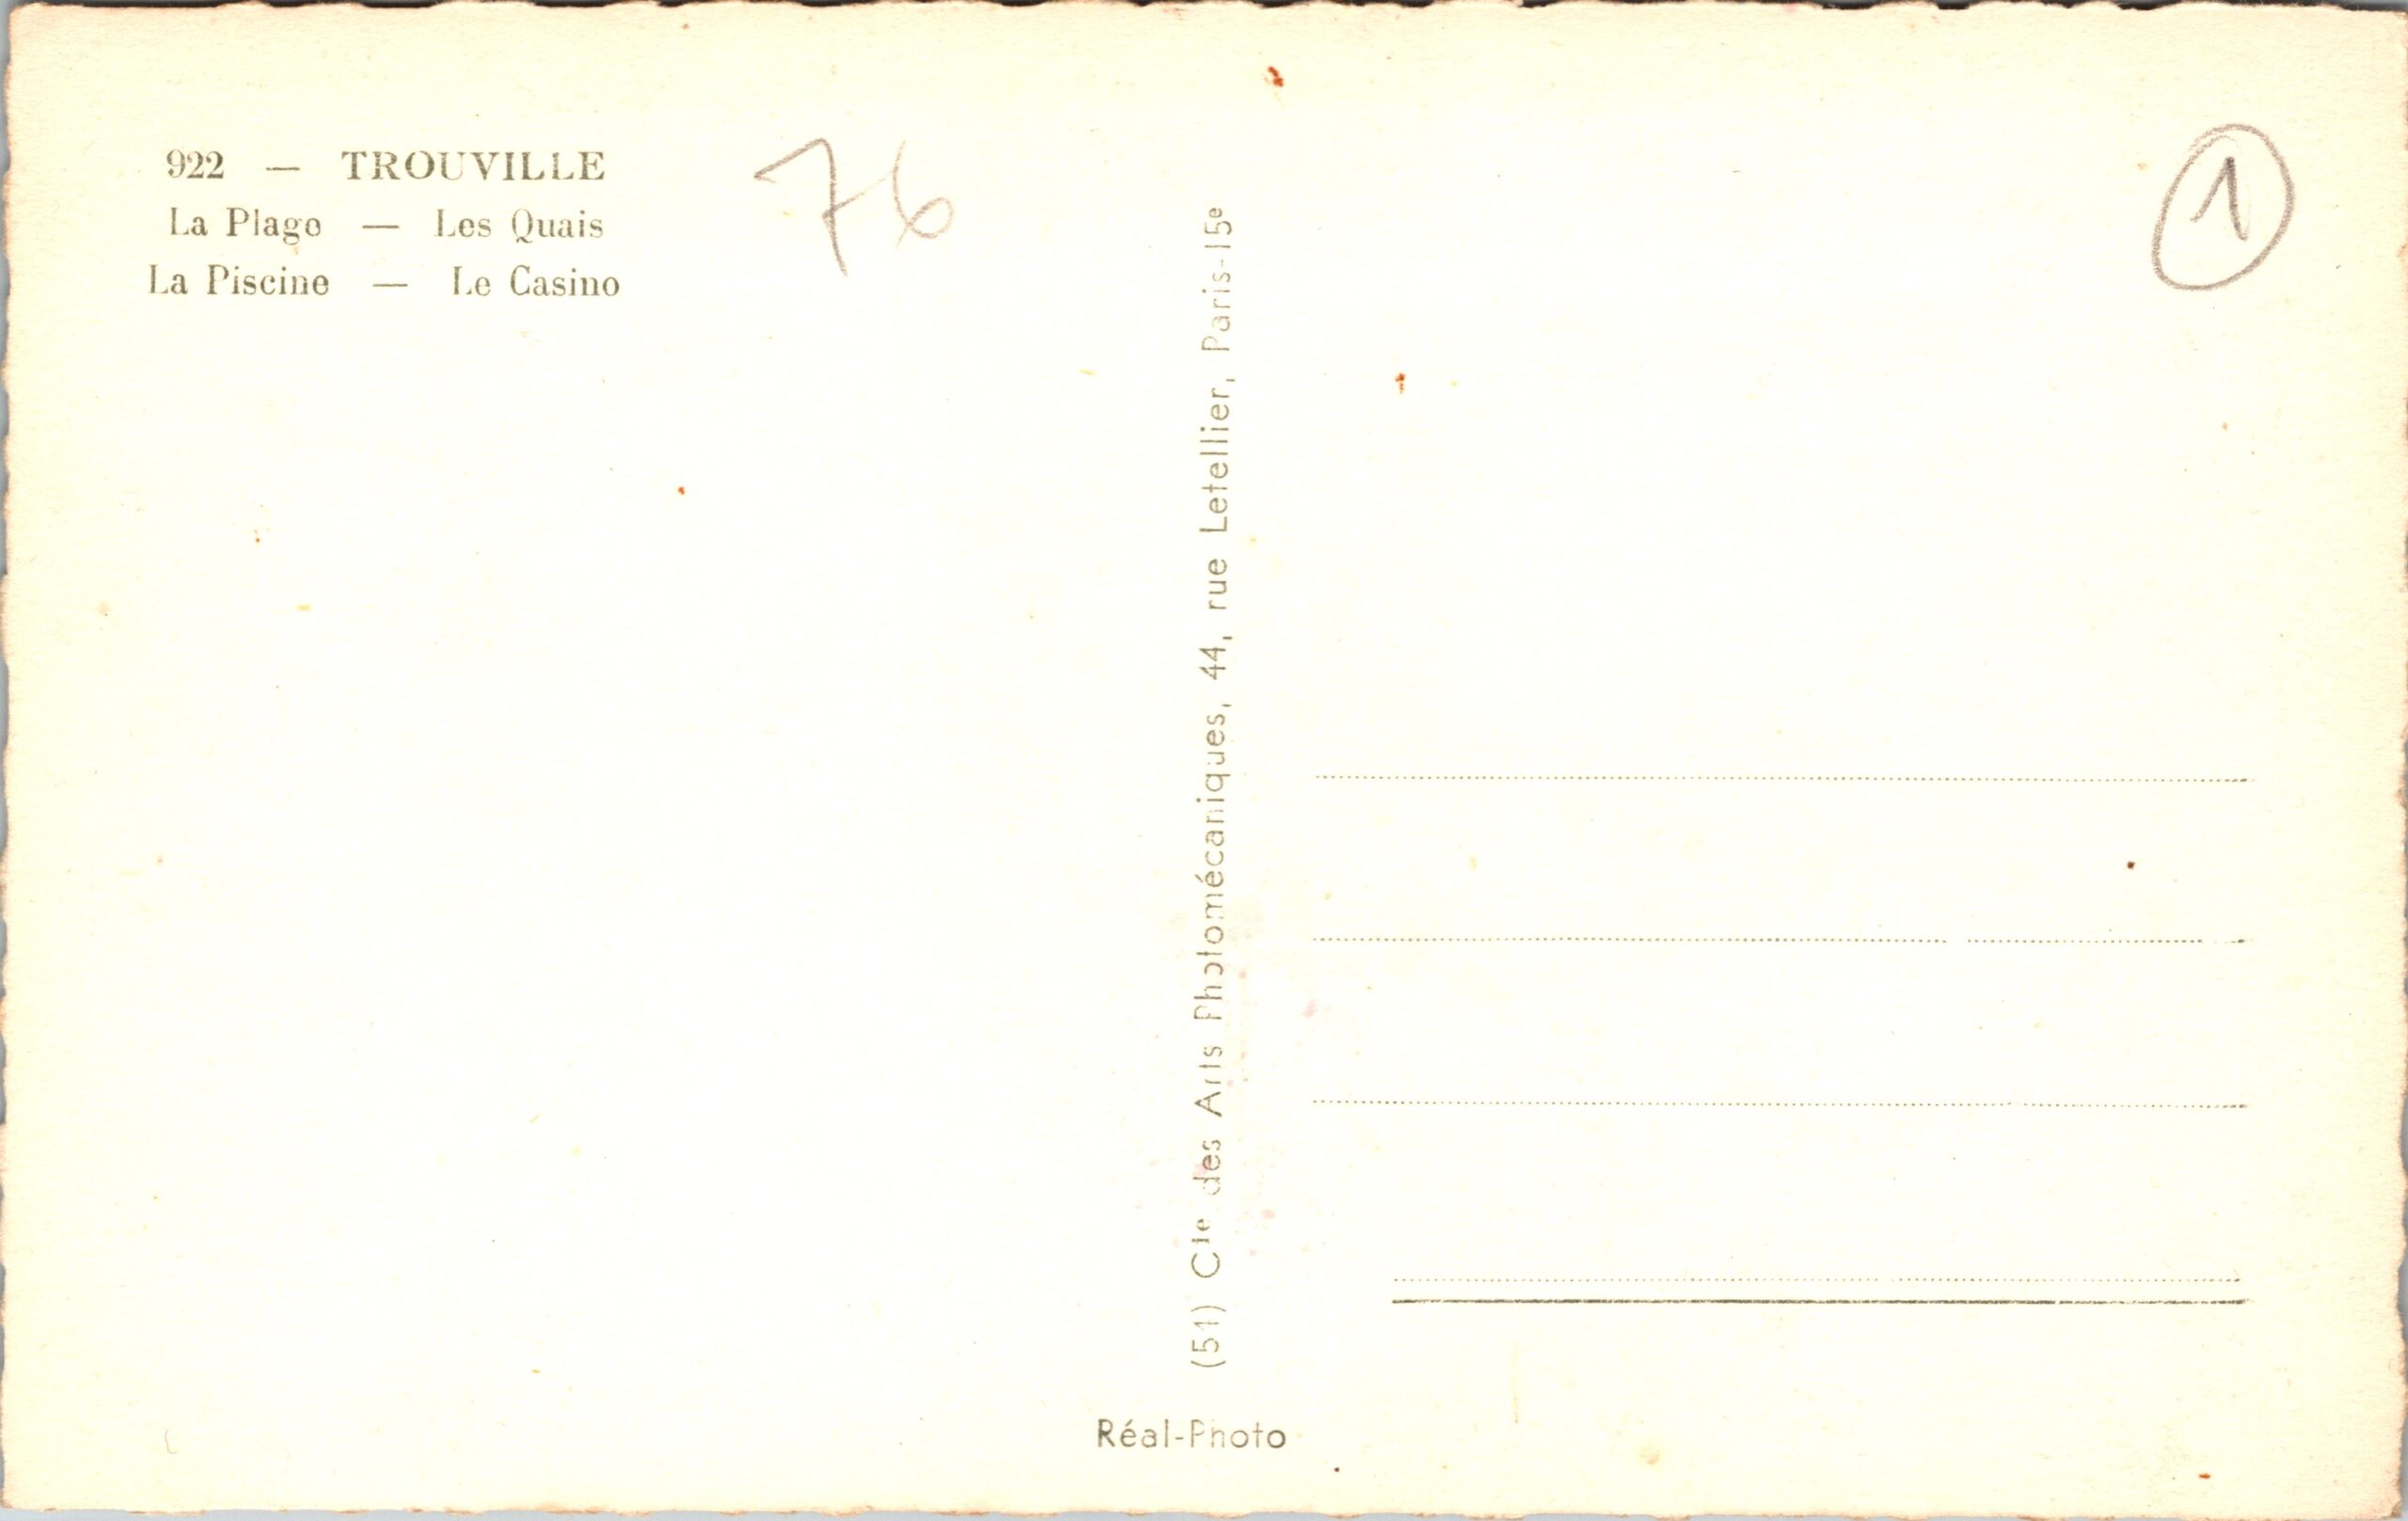 922 — TROUVILLE
La Plage — Les Quais
La Piscine — Le Casino
76
1
(51) Cie des Arts Photomécaniques, 44, rue Letellier, Paris-15e
Réal-Photo